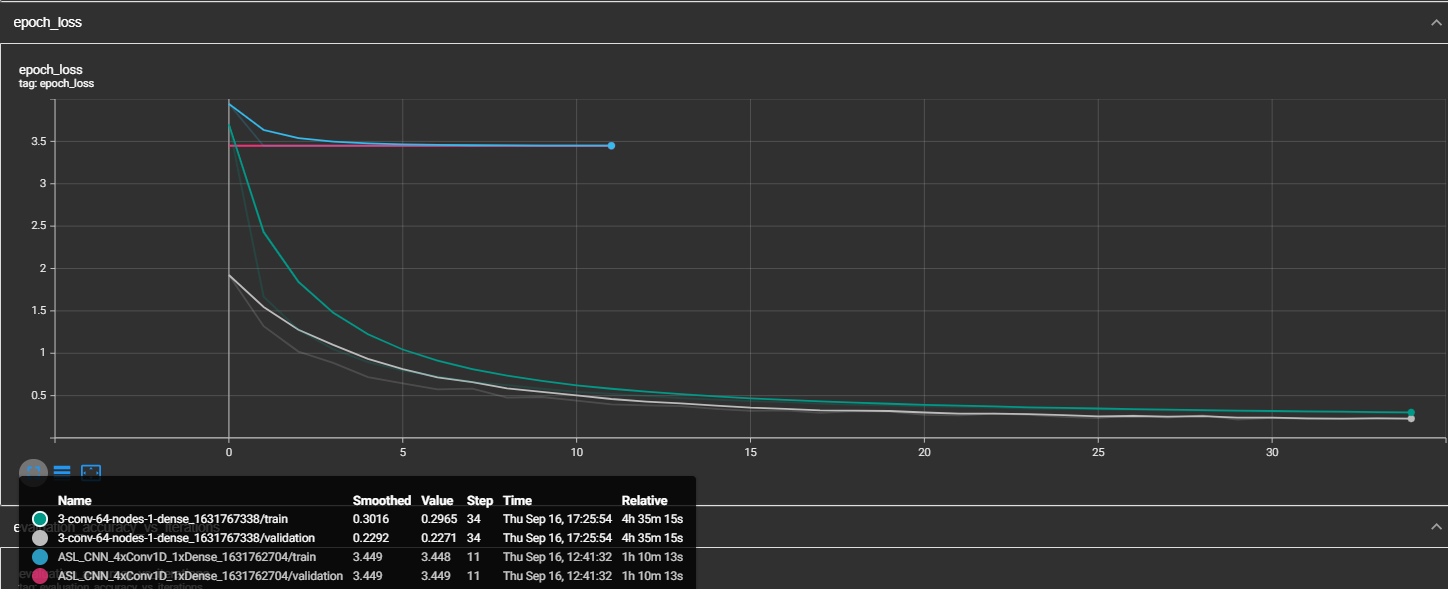 epoch_loss
epoch_loss
tag: epoch_loss
3.5
3
2.5
2
1.5
1
0.5
0 5 10 15 20 25 30
Name Smoothed Value Step Time Relative
3-conv-64-nodes-1-dense_1631767338/train 0.3016 0.2965 34 Thu Sep 16, 17:25:54 4h 35m 15s
3-conv-64-nodes-1-dense_1631767338/validation 0.2292 0.2271 34 Thu Sep 16, 17:25:54 4h 35m 15s
ASL_CNN_4xConv1D_1xDense_1631762704/train 3.449 3.448 11 Thu Sep 16, 12:41:32 1h 10m 13s
ASL_CNN_4xConv1D_1xDense_1631762704/validation 3.449 3.449 11 Thu Sep 16, 12:41:32 1h 10m 13s
evaluation_accuracy_vs_iterations
tag: evaluation_accuracy_vs_iterations